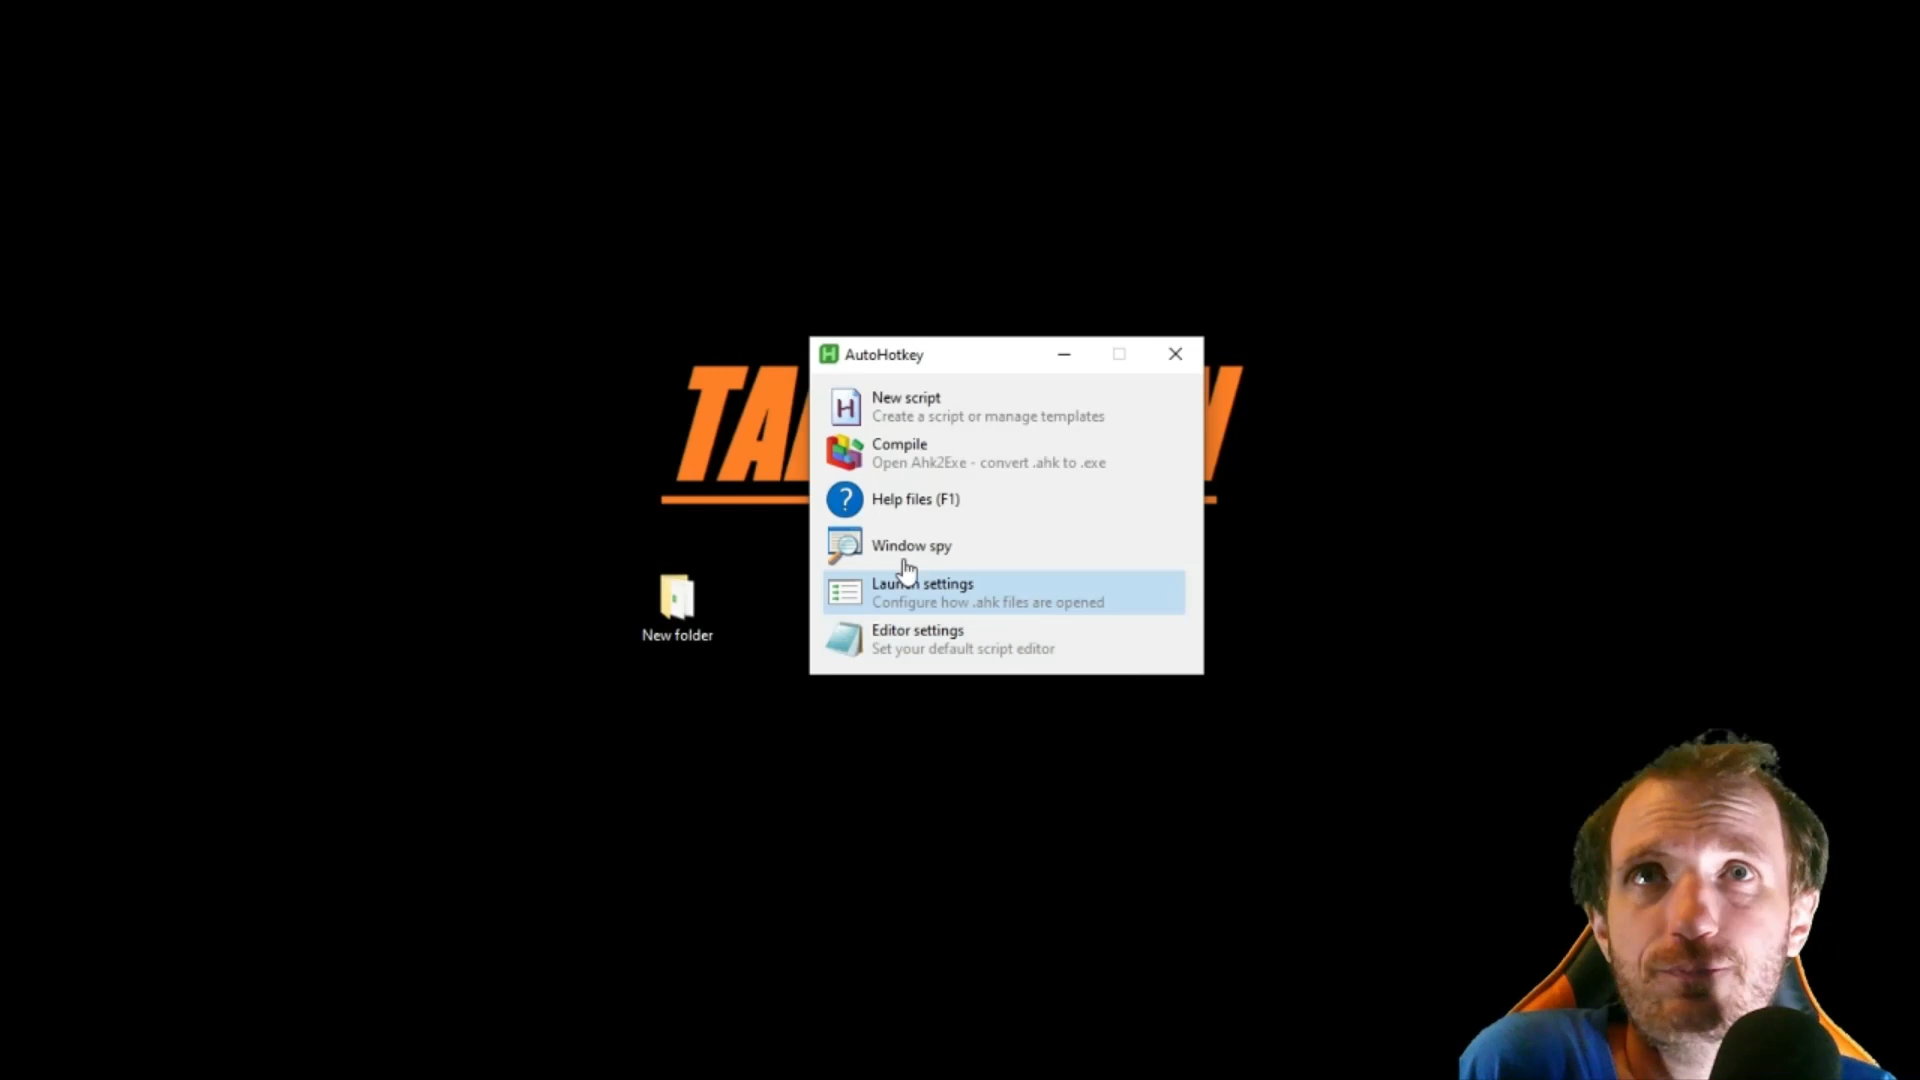 AutoHotkey
New script
Create a script or manage templates
Compile
Open Ahk2Exe - convert .ahk to .exe
Help files (F1)
Window spy
Launch settings
Configure how .ahk files are opened
Editor settings
Set your default script editor
New folder